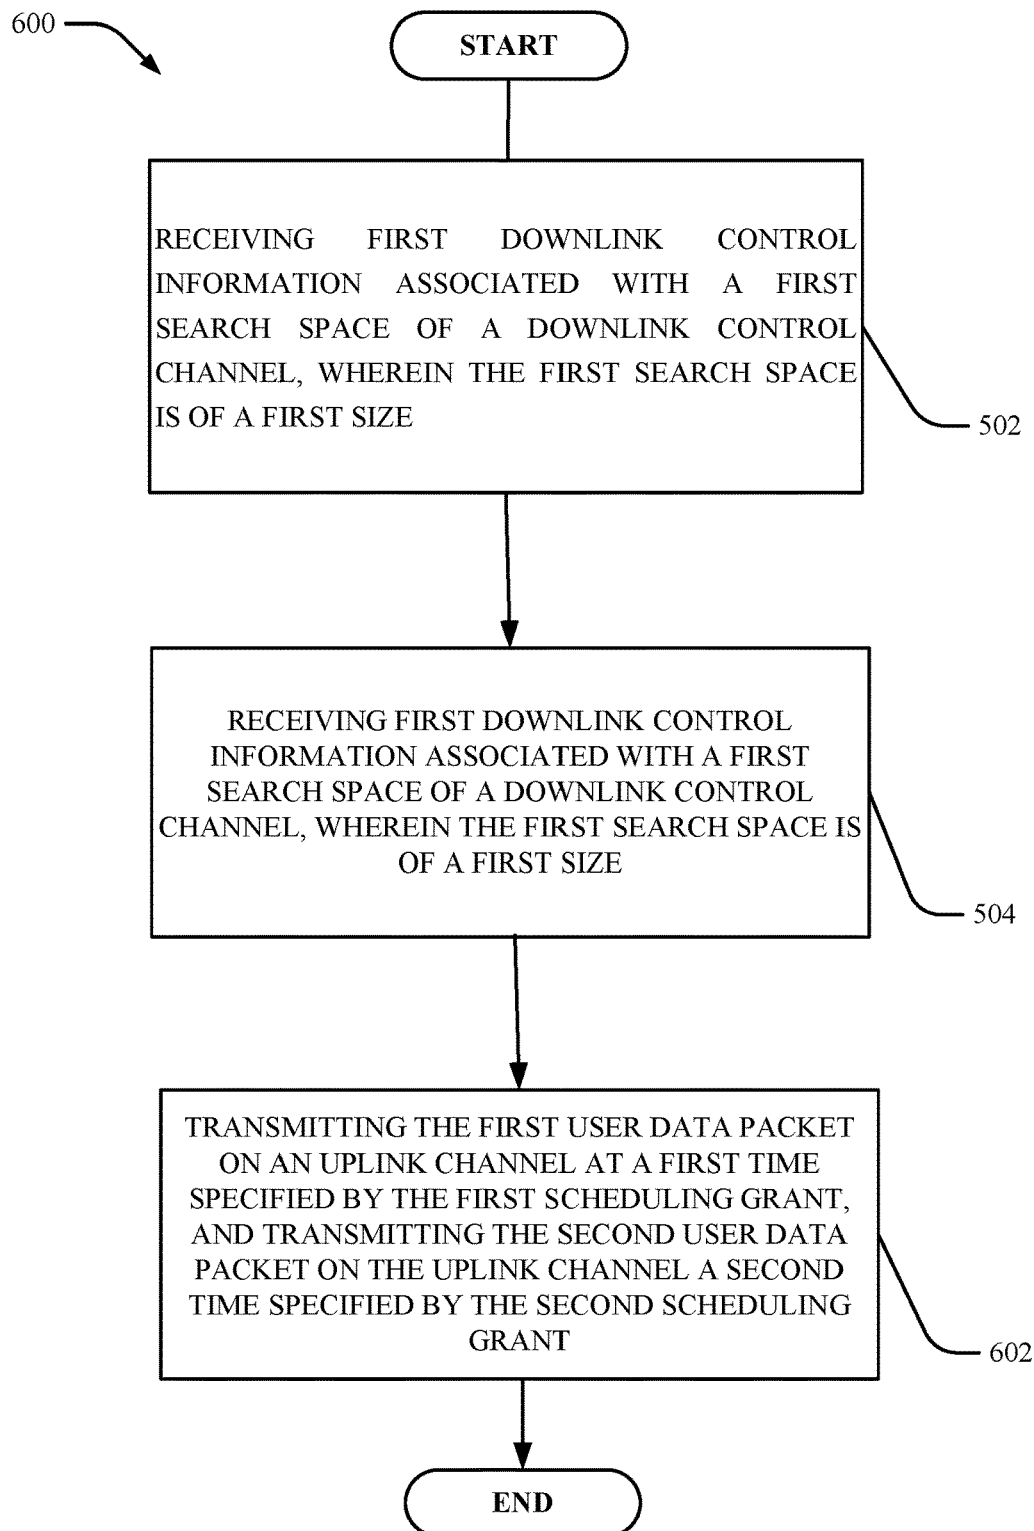 600
START
RECEIVING FIRST DOWNLINK CONTROL
INFORMATION ASSOCIATED WITH A FIRST
SEARCH SPACE OF A DOWNLINK CONTROL
CHANNEL, WHEREIN THE FIRST SEARCH SPACE
IS OF A FIRST SIZE
502
RECEIVING FIRST DOWNLINK CONTROL
INFORMATION ASSOCIATED WITH A FIRST
SEARCH SPACE OF A DOWNLINK CONTROL
CHANNEL, WHEREIN THE FIRST SEARCH SPACE IS
OF A FIRST SIZE
504
TRANSMITTING THE FIRST USER DATA PACKET
ON AN UPLINK CHANNEL AT A FIRST TIME
SPECIFIED BY THE FIRST SCHEDULING GRANT,
AND TRANSMITTING THE SECOND USER DATA
PACKET ON THE UPLINK CHANNEL A SECOND
TIME SPECIFIED BY THE SECOND SCHEDULING
GRANT
602
END